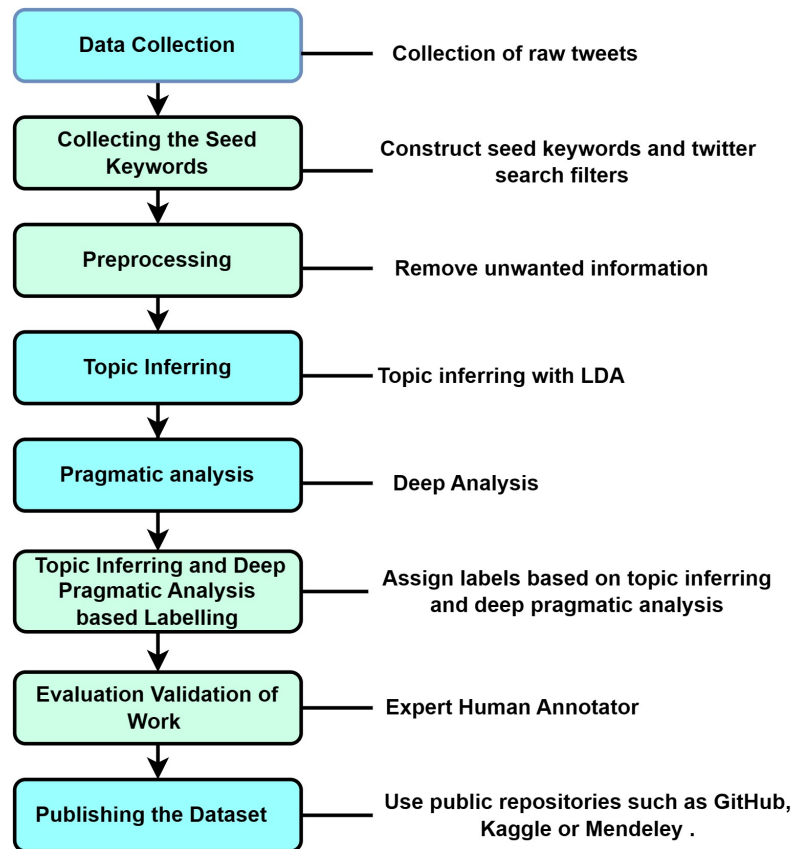 Data Collection
Collection of raw tweets
Collecting the Seed
Keywords
Construct seed keywords and twitter
search filters
Preprocessing
Remove unwanted information
Topic Inferring
Topic inferring with LDA
Pragmatic analysis
Deep Analysis
Topic Inferring and Deep
Pragmatic Analysis
based Labelling
Assign labels based on topic inferring
and deep pragmatic analysis
Evaluation Validation of
Work
Expert Human Annotator
Publishing the Dataset
Use public repositories such as GitHub,
Kaggle or Mendeley .